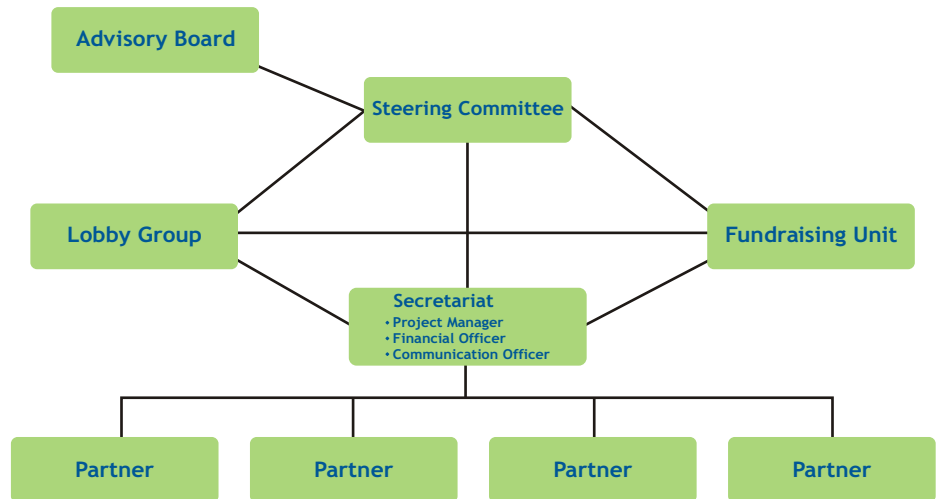 Advisory Board
Steering Committee
Lobby Group
Fundraising Unit
Secretariat
• Project Manager
• Financial Officer
• Communication Officer
Partner
Partner
Partner
Partner